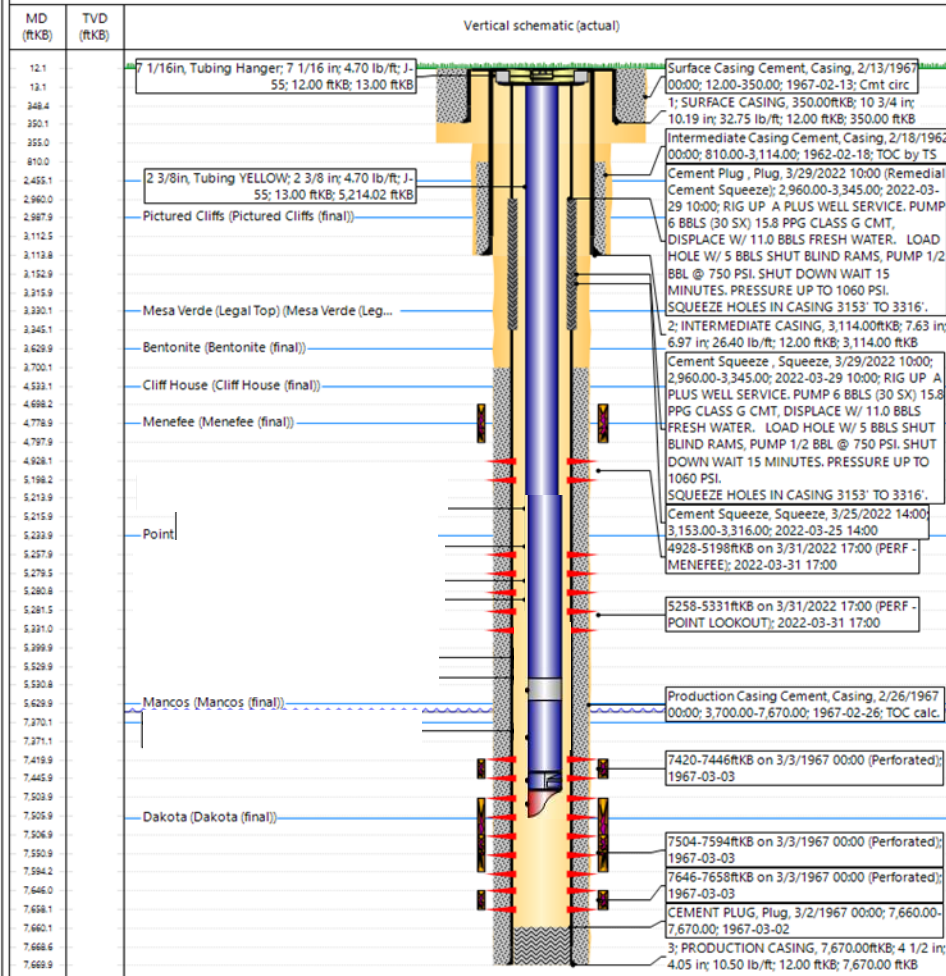 MD
(ftKB)
TVD
(ftKB)
Vertical schematic (actual)
12.1
13.1
348.4
350.1
355.0
810.0
2,455.1
2,960.0
2,987.9
3,112.5
3,113.8
3,152.9
3,315.9
3,330.1
3,345.1
3,629.9
3,700.1
4,533.1
4,698.2
4,778.9
4,797.9
4,928.1
5,198.2
5,213.9
5,215.9
5,233.9
5,257.9
5,279.5
5,280.8
5,281.5
5,331.0
5,399.9
5,529.9
5,530.8
5,629.9
7,370.1
7,371.1
7,419.9
7,445.9
7,503.9
7,505.9
7,506.9
7,550.9
7,594.2
7,646.0
7,658.1
7,660.1
7,668.6
7,669.9
7 1/16in, Tubing Hanger; 7 1/16 in; 4.70 lb/ft; J-
55; 12.00 ftKB; 13.00 ftKB
2 3/8in, Tubing YELLOW; 2 3/8 in; 4.70 lb/ft; J-
55; 13.00 ftKB; 5,214.02 ftKB
Pictured Cliffs (Pictured Cliffs (final))
Mesa Verde (Legal Top) (Mesa Verde (Leg...
Bentonite (Bentonite (final))
Cliff House (Cliff House (final))
Menefee (Menefee (final))
Point
Mancos (Mancos (final))
Dakota (Dakota (final))
Surface Casing Cement, Casing, 2/13/1967
00:00; 12.00-350.00; 1967-02-13; Cmt circ
1; SURFACE CASING, 350.00ftKB; 10 3/4 in;
10.19 in; 32.75 lb/ft; 12.00 ftKB; 350.00 ftKB
Intermediate Casing Cement, Casing, 2/18/1962
00:00; 810.00-3,114.00; 1962-02-18; TOC by TS
Cement Plug , Plug, 3/29/2022 10:00 (Remedial
Cement Squeeze); 2,960.00-3,345.00; 2022-03-
29 10:00; RIG UP A PLUS WELL SERVICE. PUMP
6 BBLS (30 SX) 15.8 PPG CLASS G CMT,
DISPLACE W/ 11.0 BBLS FRESH WATER. LOAD
HOLE W/ 5 BBLS SHUT BLIND RAMS, PUMP 1/2
BBL @ 750 PSI. SHUT DOWN WAIT 15
MINUTES. PRESSURE UP TO 1060 PSI.
SQUEEZE HOLES IN CASING 3153' TO 3316'.
2; INTERMEDIATE CASING, 3,114.00ftKB; 7.63 in;
6.97 in; 26.40 lb/ft; 12.00 ftKB; 3,114.00 ftKB
Cement Squeeze , Squeeze, 3/29/2022 10:00;
2,960.00-3,345.00; 2022-03-29 10:00; RIG UP A
PLUS WELL SERVICE. PUMP 6 BBLS (30 SX) 15.8
PPG CLASS G CMT, DISPLACE W/ 11.0 BBLS
FRESH WATER. LOAD HOLE W/ 5 BBLS SHUT
BLIND RAMS, PUMP 1/2 BBL @ 750 PSI. SHUT
DOWN WAIT 15 MINUTES. PRESSURE UP TO
1060 PSI.
SQUEEZE HOLES IN CASING 3153' TO 3316'.
Cement Squeeze, Squeeze, 3/25/2022 14:00;
3,153.00-3,316.00; 2022-03-25 14:00
4928-5198ftKB on 3/31/2022 17:00 (PERF -
MENEFEE); 2022-03-31 17:00
5258-5331ftKB on 3/31/2022 17:00 (PERF -
POINT LOOKOUT); 2022-03-31 17:00
Production Casing Cement, Casing, 2/26/1967
00:00; 3,700.00-7,670.00; 1967-02-26; TOC calc.
7420-7446ftKB on 3/3/1967 00:00 (Perforated);
1967-03-03
7504-7594ftKB on 3/3/1967 00:00 (Perforated);
1967-03-03
7646-7658ftKB on 3/3/1967 00:00 (Perforated);
1967-03-03
CEMENT PLUG, Plug, 3/2/1967 00:00; 7,660.00-
7,670.00; 1967-03-02
3; PRODUCTION CASING, 7,670.00ftKB; 4 1/2 in;
4.05 in; 10.50 lb/ft; 12.00 ftKB; 7,670.00 ftKB